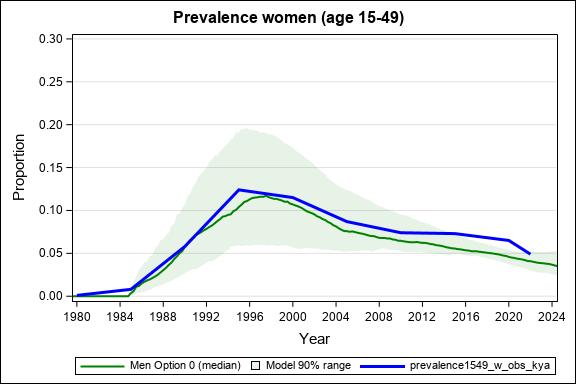 Prevalence women (age 15-49)
0.30
0.25
0.20
0.15
0.10
0.05
0.00
Proportion
1980 1984 1988 1992 1996 2000 2004 2008 2012 2016 2020 2024
Year
Men Option 0 (median) Model 90% range prevalence1549_w_obs_kya